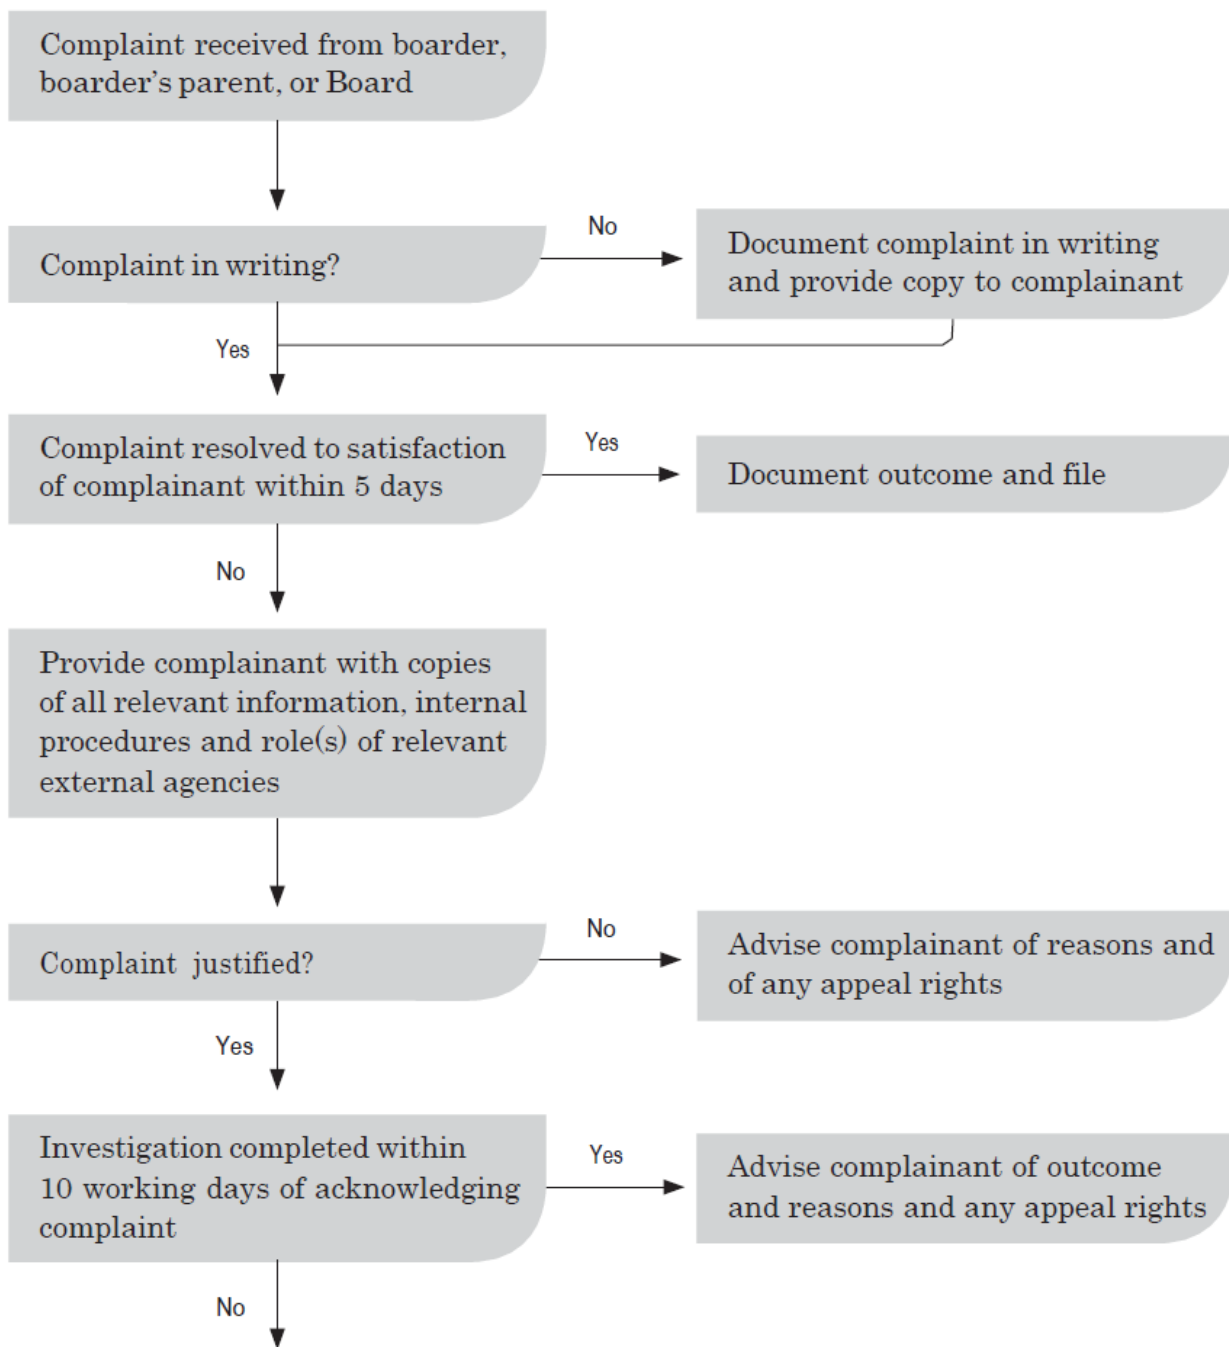 Complaint received from boarder,
boarder’s parent, or Board
Complaint in writing?
No
Document complaint in writing
and provide copy to complainant
Yes
Complaint resolved to satisfaction
of complainant within 5 days
Yes
Document outcome and file
No
Provide complainant with copies
of all relevant information, internal
procedures and role(s) of relevant
external agencies
Complaint justified?
No
Advise complainant of reasons and
of any appeal rights
Yes
Investigation completed within
10 working days of acknowledging
complaint
Yes
Advise complainant of outcome
and reasons and any appeal rights
No